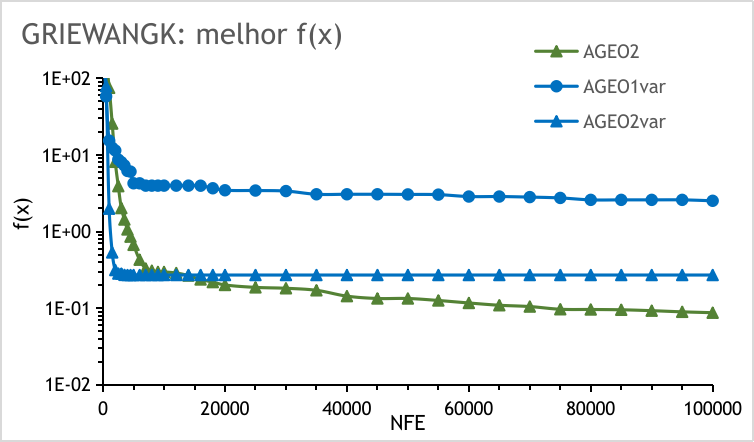 GRIEWANGK: melhor f(x)
AGEO2
AGEO1var
AGEO2var
1E+02
1E+01
1E+00
1E-01
1E-02
f(x)
0 20000 40000 60000 80000 100000
NFE